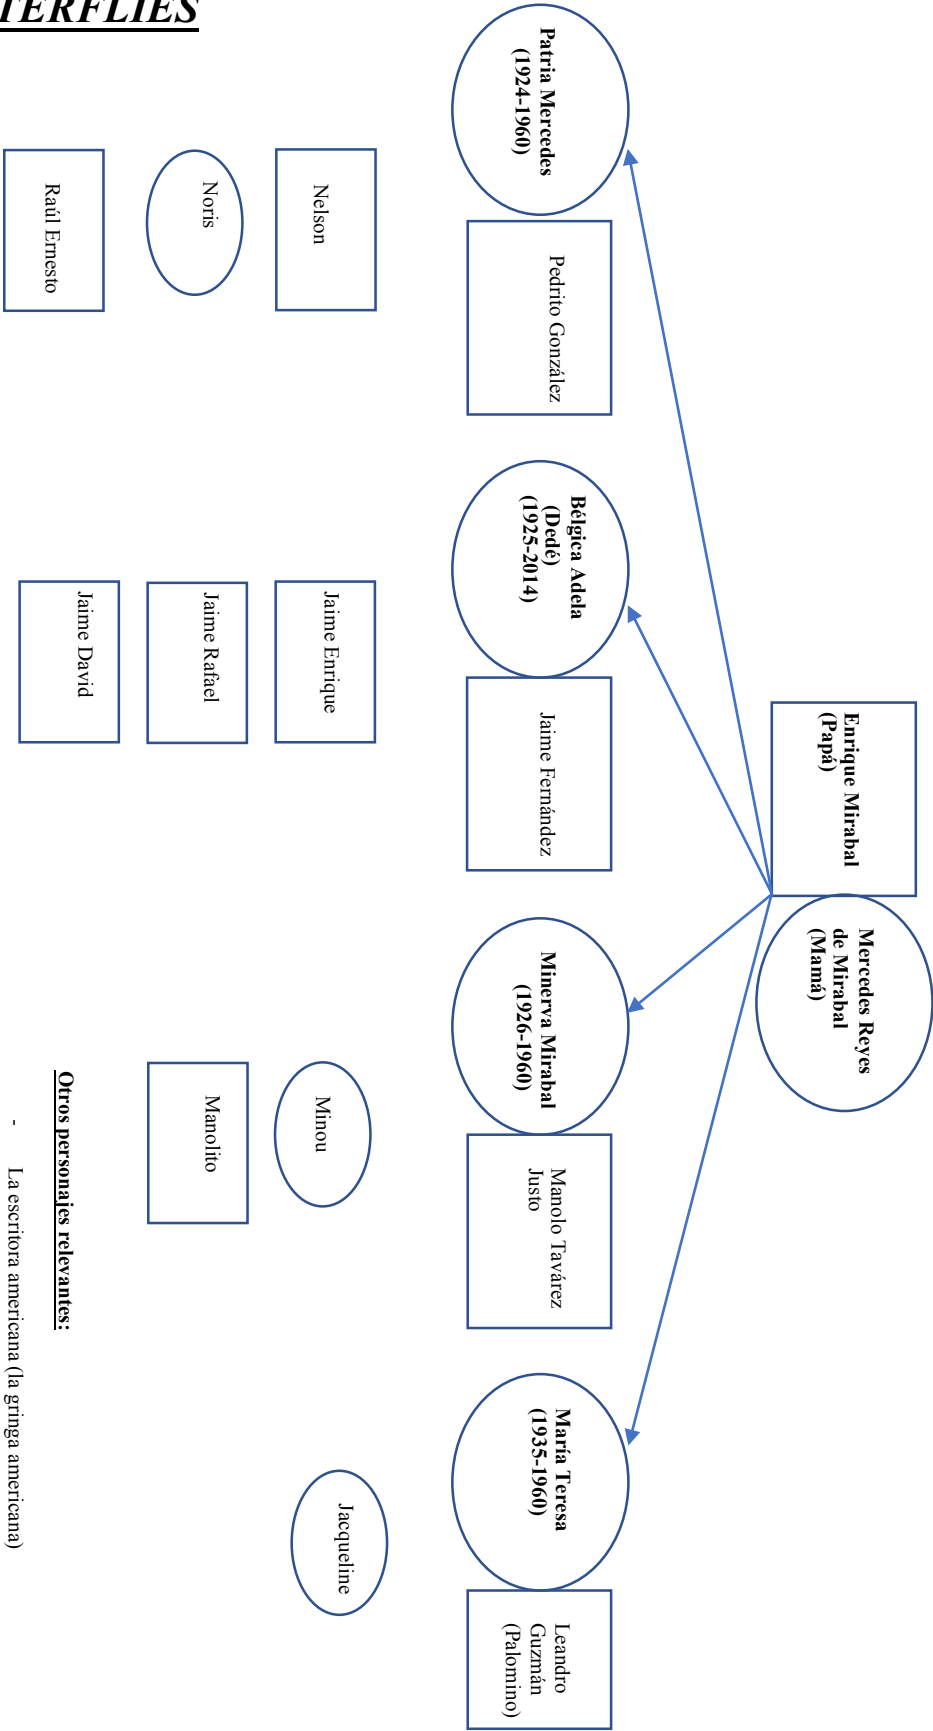 TERFLIES
Enrique Mirabal
(Papá)
Mercedes Reyes
de Mirabal
(Mamá)
Patria Mercedes
(1924-1960)
Pedrito González
Bélgica Adela
(Dedé)
(1925-2014)
Jaime Fernández
Minerva Mirabal
(1926-1960)
Manolo Tavárez
Justo
María Teresa
(1935-1960)
Leandro
Guzmán
(Palomino)
Nelson
Jaime Enrique
Minou
Jacqueline
Noris
Jaime Rafael
Manolito
Raúl Ernesto
Jaime David
Otros personajes relevantes:
- La escritora americana (la gringa americana)